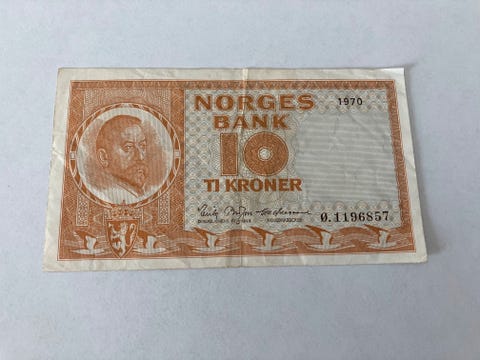 NORGES
1970
BANK
10
TI KRONER
Ø.1196857